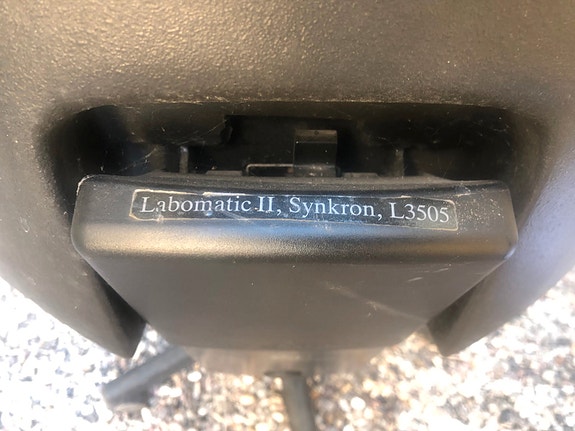 Labomatic II, Synkron, L3505